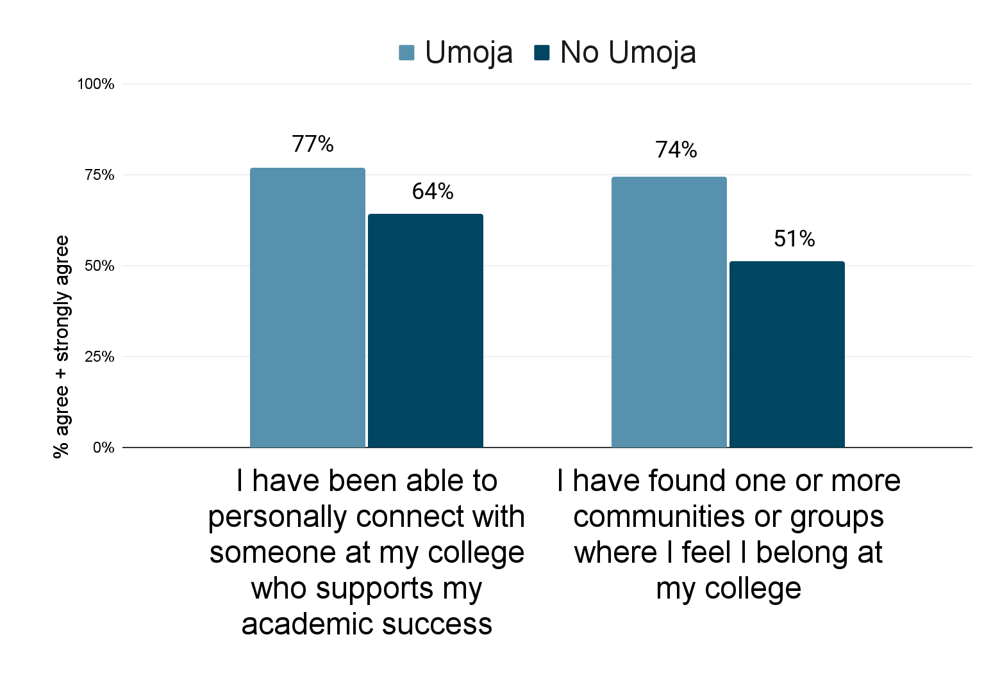 Umoja No Umoja
100%
77%
74%
75%
64%
51%
50%
25%
0%
% agree + strongly agree
I have been able to
personally connect with
someone at my college
who supports my
academic success
I have found one or more
communities or groups
where I feel I belong at
my college